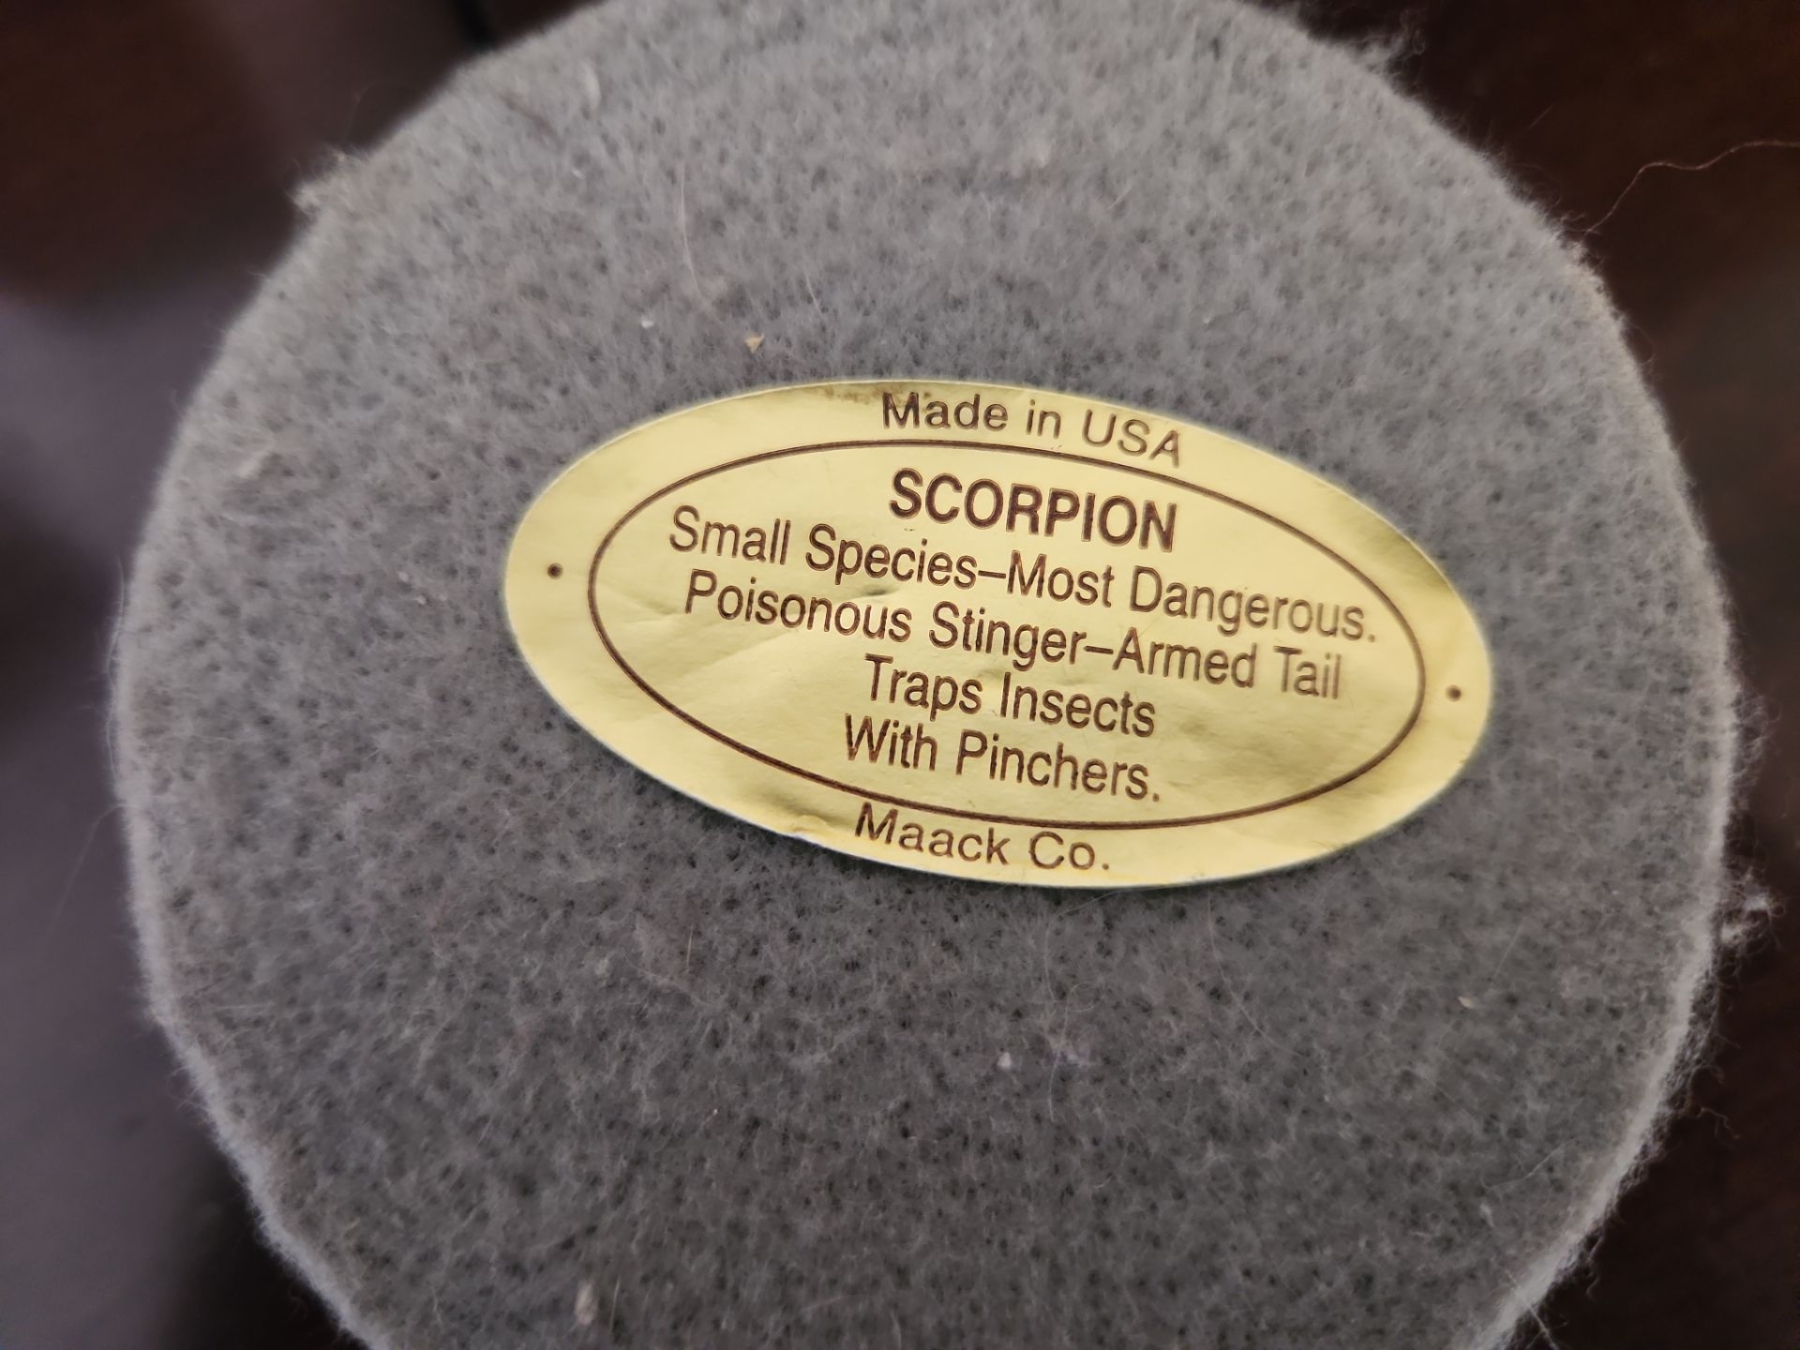 Made in USA
SCORPION
Small Species–Most Dangerous.
Poisonous Stinger–Armed Tail
Traps Insects
With Pinchers.
Maack Co.